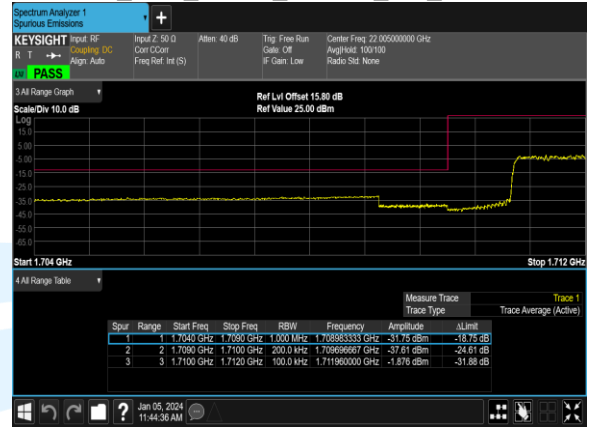 Spectrum Analyzer 1
Spurious Emissions
KEYSIGHT Input: RF Input Z: 50 Ω Atten: 40 dB Trig: Free Run Center Freq: 22.005000000 GHz
R T Coupling: DC Corr CCorr Gate: Off Avg|Hold: 100/100
Align: Auto Freq Ref: Int (S) IF Gain: Low Radio Std: None
PASS
3 All Range Graph
Ref Lvl Offset 15.80 dB
Scale/Div 10.0 dB Ref Value 25.00 dBm
Log
15.0
5.00
-5.00
-15.0
-25.0
-35.0
-45.0
-55.0
-65.0
Start 1.704 GHz Stop 1.712 GHz
4 All Range Table
Measure Trace Trace 1
Trace Type Trace Average (Active)
Spur Range Start Freq Stop Freq RBW Frequency Amplitude ΔLimit
1 1 1.7040 GHz 1.7090 GHz 1.000 MHz 1.708983333 GHz -31.75 dBm -18.75 dB
2 2 1.7090 GHz 1.7100 GHz 200.0 kHz 1.709696667 GHz -37.61 dBm -24.61 dB
3 3 1.7100 GHz 1.7120 GHz 100.0 kHz 1.711960000 GHz -1.876 dBm -31.88 dB
? Jan 05, 2024
11:44:36 AM